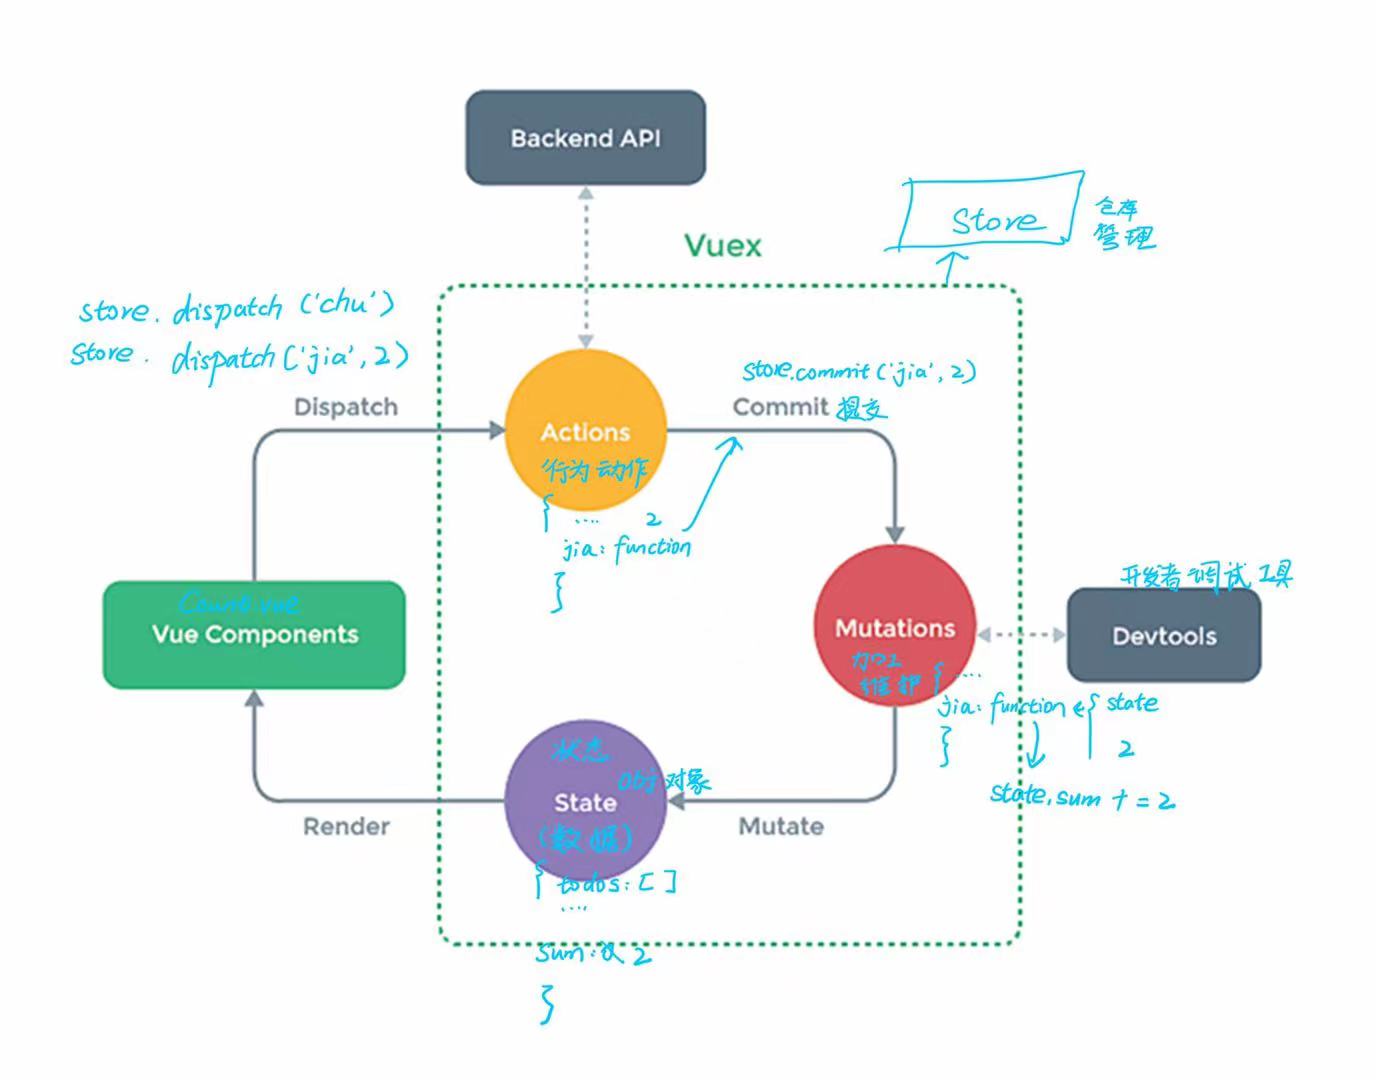 Backend API
Store
仓库
管理
Vuex
store. dispatch ('chu')
store. dispatch ('jia', 2)
Dispatch
store.commit ('jia', 2)
Commit 提交
Actions
行为动作
{ .... 2
jia: function
}
Count.vue
Vue Components
开发者调试工具
Devtools
Mutations
加工
维护 { ....
jia: function { state
} 2
state.sum += 2
状态
Obj 对象
State
(数据)
Render
Mutate
{ todos: [ ]
....
sum: 2
}